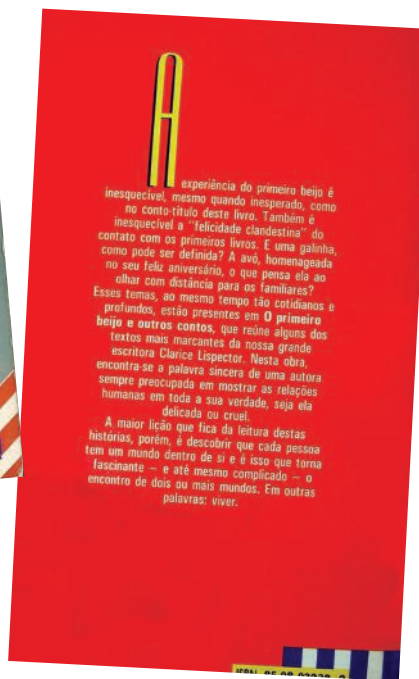 A
experiência do primeiro beijo é
inesquecível, mesmo quando inesperado, como
no conto-título deste livro. Também é
inesquecível a "felicidade clandestina" do
contato com os primeiros livros. E uma galinha,
como pode ser definida? A avó, homenageada
no seu feliz aniversário, o que pensa ela ao
olhar com distância para os familiares?
Esses temas, ao mesmo tempo tão cotidianos e
profundos, estão presentes em O primeiro
beijo e outros contos, que reúne alguns dos
textos mais marcantes da nossa grande
escritora Clarice Lispector. Nesta obra,
encontra-se a palavra sincera de uma autora
sempre preocupada em mostrar as relações
humanas em toda a sua verdade, seja ela
delicada ou cruel.
A maior lição que fica da leitura destas
histórias, porém, é descobrir que cada pessoa
tem um mundo dentro de si e é isso que torna
fascinante — e até mesmo complicado — o
encontro de dois ou mais mundos. Em outras
palavras: viver.
ISBN 85 08